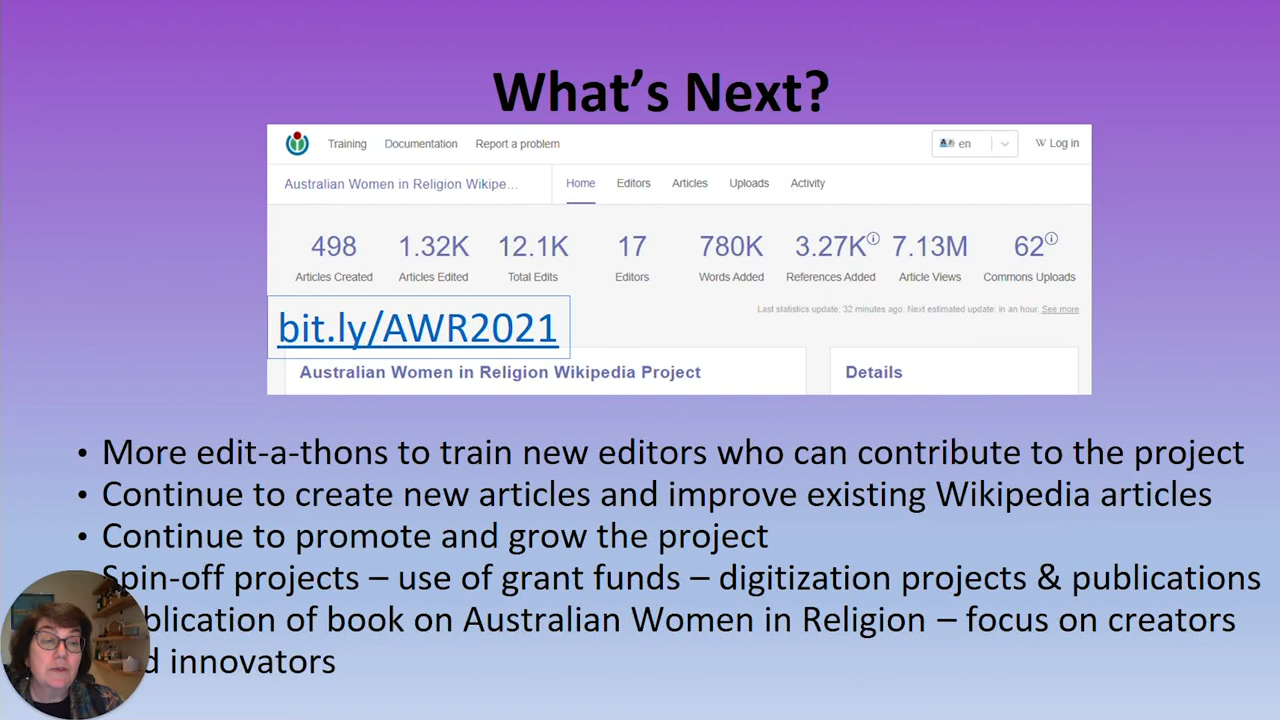 What's Next?
Training Documentation Report a problem en Log in
Australian Women in Religion Wikipe... Home Editors Articles Uploads Activity
498 1.32K 12.1K 17 780K 3.27K 7.13M 62
Articles Created Articles Edited Total Edits Editors Words Added References Added Article Views Commons Uploads
Last statistics update: 32 minutes ago. Next estimated update: in an hour. See more
bit.ly/AWR2021
Australian Women in Religion Wikipedia Project Details
• More edit-a-thons to train new editors who can contribute to the project
• Continue to create new articles and improve existing Wikipedia articles
• Continue to promote and grow the project
Spin-off projects – use of grant funds – digitization projects & publications
of book on Australian Women in Religion – focus on creators
innovators